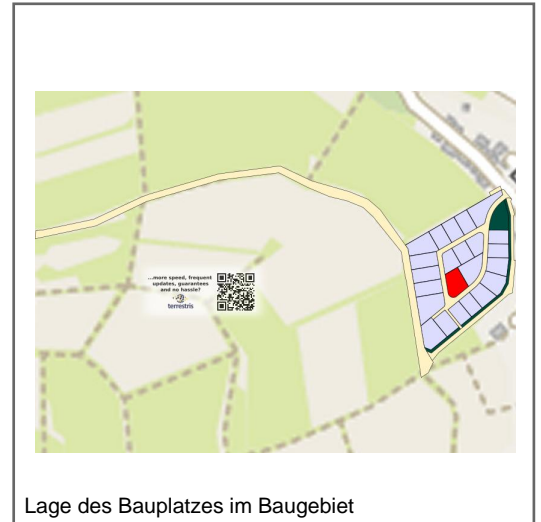 ...more speed, frequent
updates, guarantees
and no hassle?
terrestris
Lage des Bauplatzes im Baugebiet